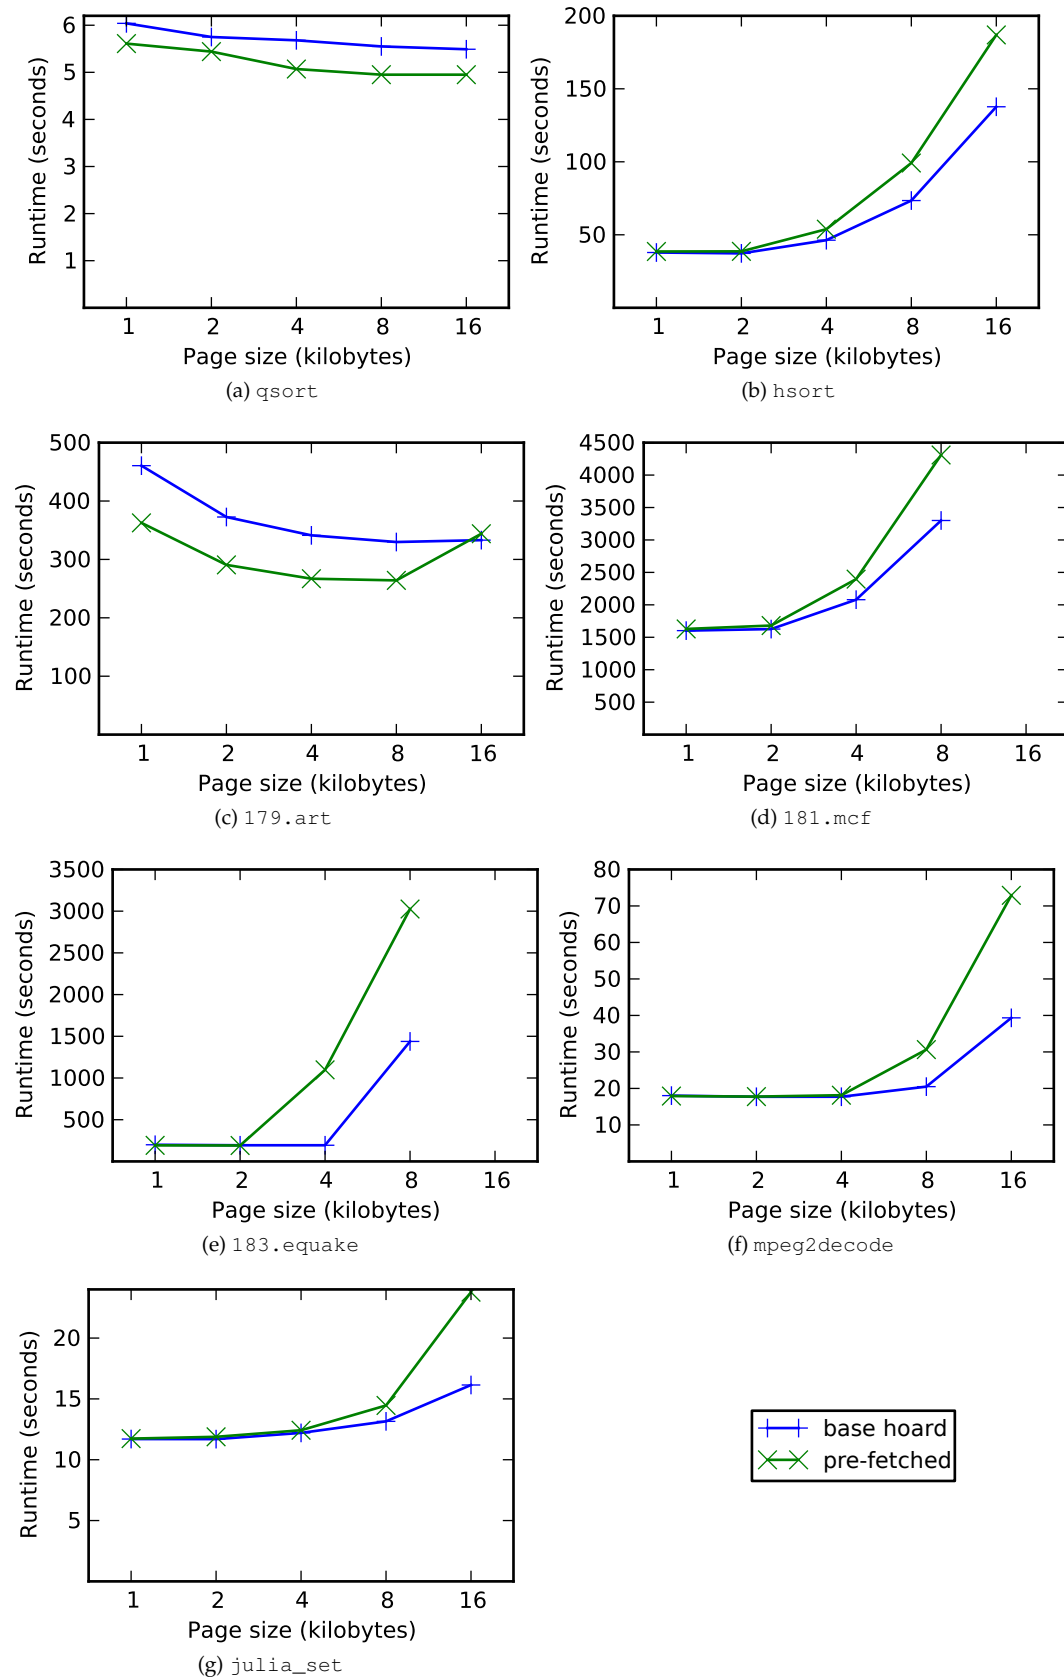 6
5
4
3
2
1
Runtime (seconds)
1 2 4 8 16
Page size (kilobytes)
(a) qsort
200
150
100
50
Runtime (seconds)
1 2 4 8 16
Page size (kilobytes)
(b) hsort
500
400
300
200
100
Runtime (seconds)
1 2 4 8 16
Page size (kilobytes)
(c) 179.art
4500
4000
3500
3000
2500
2000
1500
1000
500
Runtime (seconds)
1 2 4 8 16
Page size (kilobytes)
(d) 181.mcf
3500
3000
2500
2000
1500
1000
500
Runtime (seconds)
1 2 4 8 16
Page size (kilobytes)
(e) 183.equake
80
70
60
50
40
30
20
10
Runtime (seconds)
1 2 4 8 16
Page size (kilobytes)
(f) mpeg2decode
20
15
10
5
Runtime (seconds)
1 2 4 8 16
Page size (kilobytes)
(g) julia_set
base hoard
pre-fetched